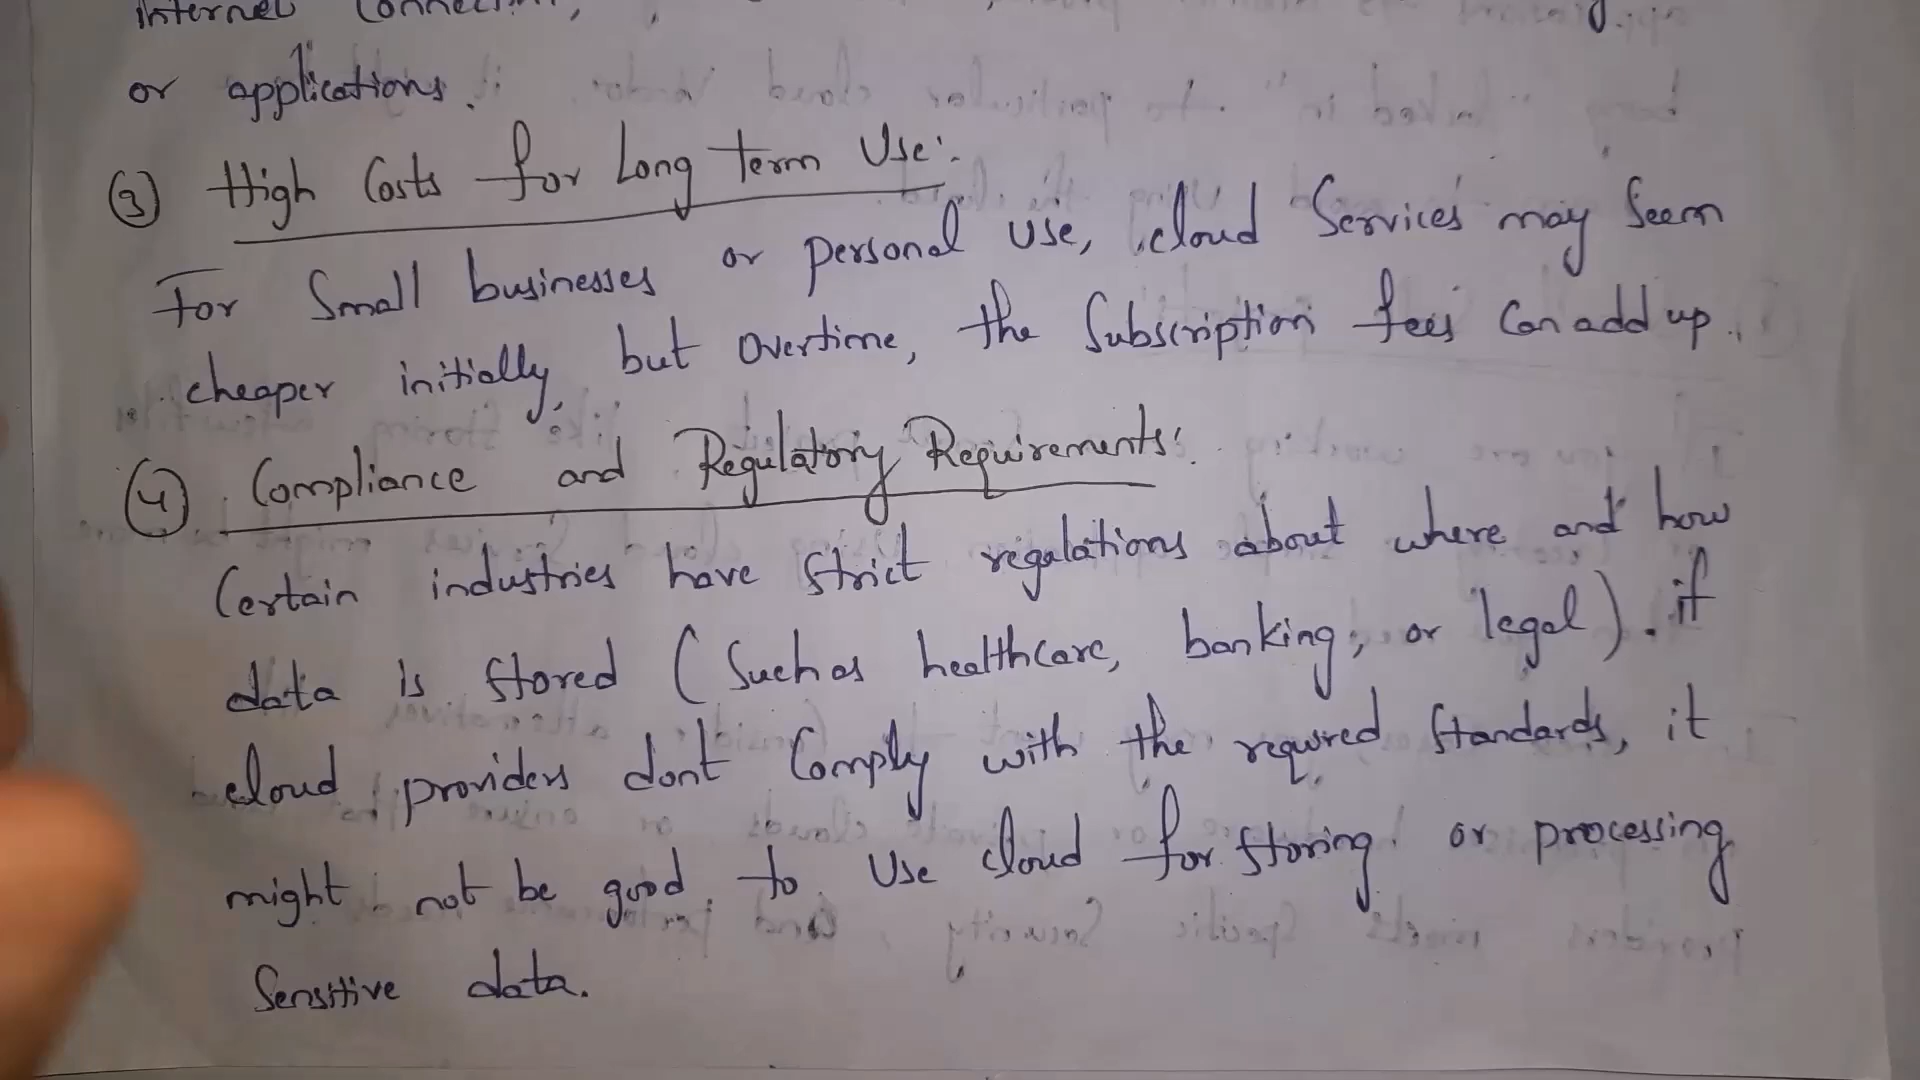 internet connection,
or applications.
③ High Costs for Long Term Use:-
For Small businesses or personal use, cloud Services may Seem
cheaper initially, but overtime, the Subscription fees Can add up.
④ Compliance and Regulatory Requirements:
Certain industries have Strict regalations about where and how
data is stored (Such as healthcare, banking, or legal). if
cloud providers dont Comply with the required Standards, it
might not be good to Use cloud for storing or processing
Sensitive data.